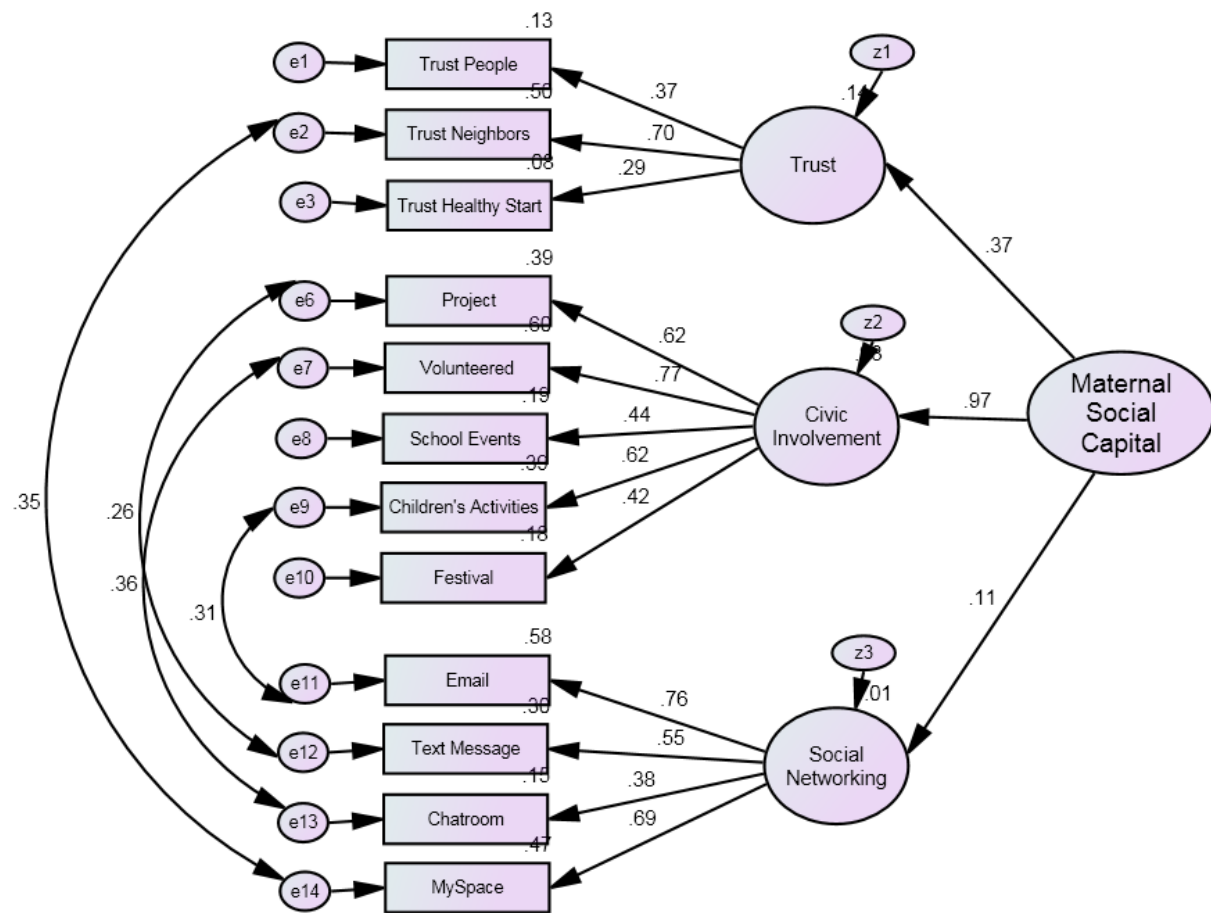 .13
e1
Trust People
.37
z1
.50
e2
Trust Neighbors
.70
Trust
.08
e3
Trust Healthy Start
.29
.37
.39
e6
Project
.62
z2
.60
e7
Volunteered
.77
.19
e8
School Events
.44
Civic
Involvement
.97
Maternal
Social
Capital
.39
e9
Children's Activities
.62
.18
e10
Festival
.42
.35
.26
.36
.31
.11
.58
e11
Email
.76
z3
.01
.30
e12
Text Message
.55
Social
Networking
.15
e13
Chatroom
.38
.47
e14
MySpace
.69